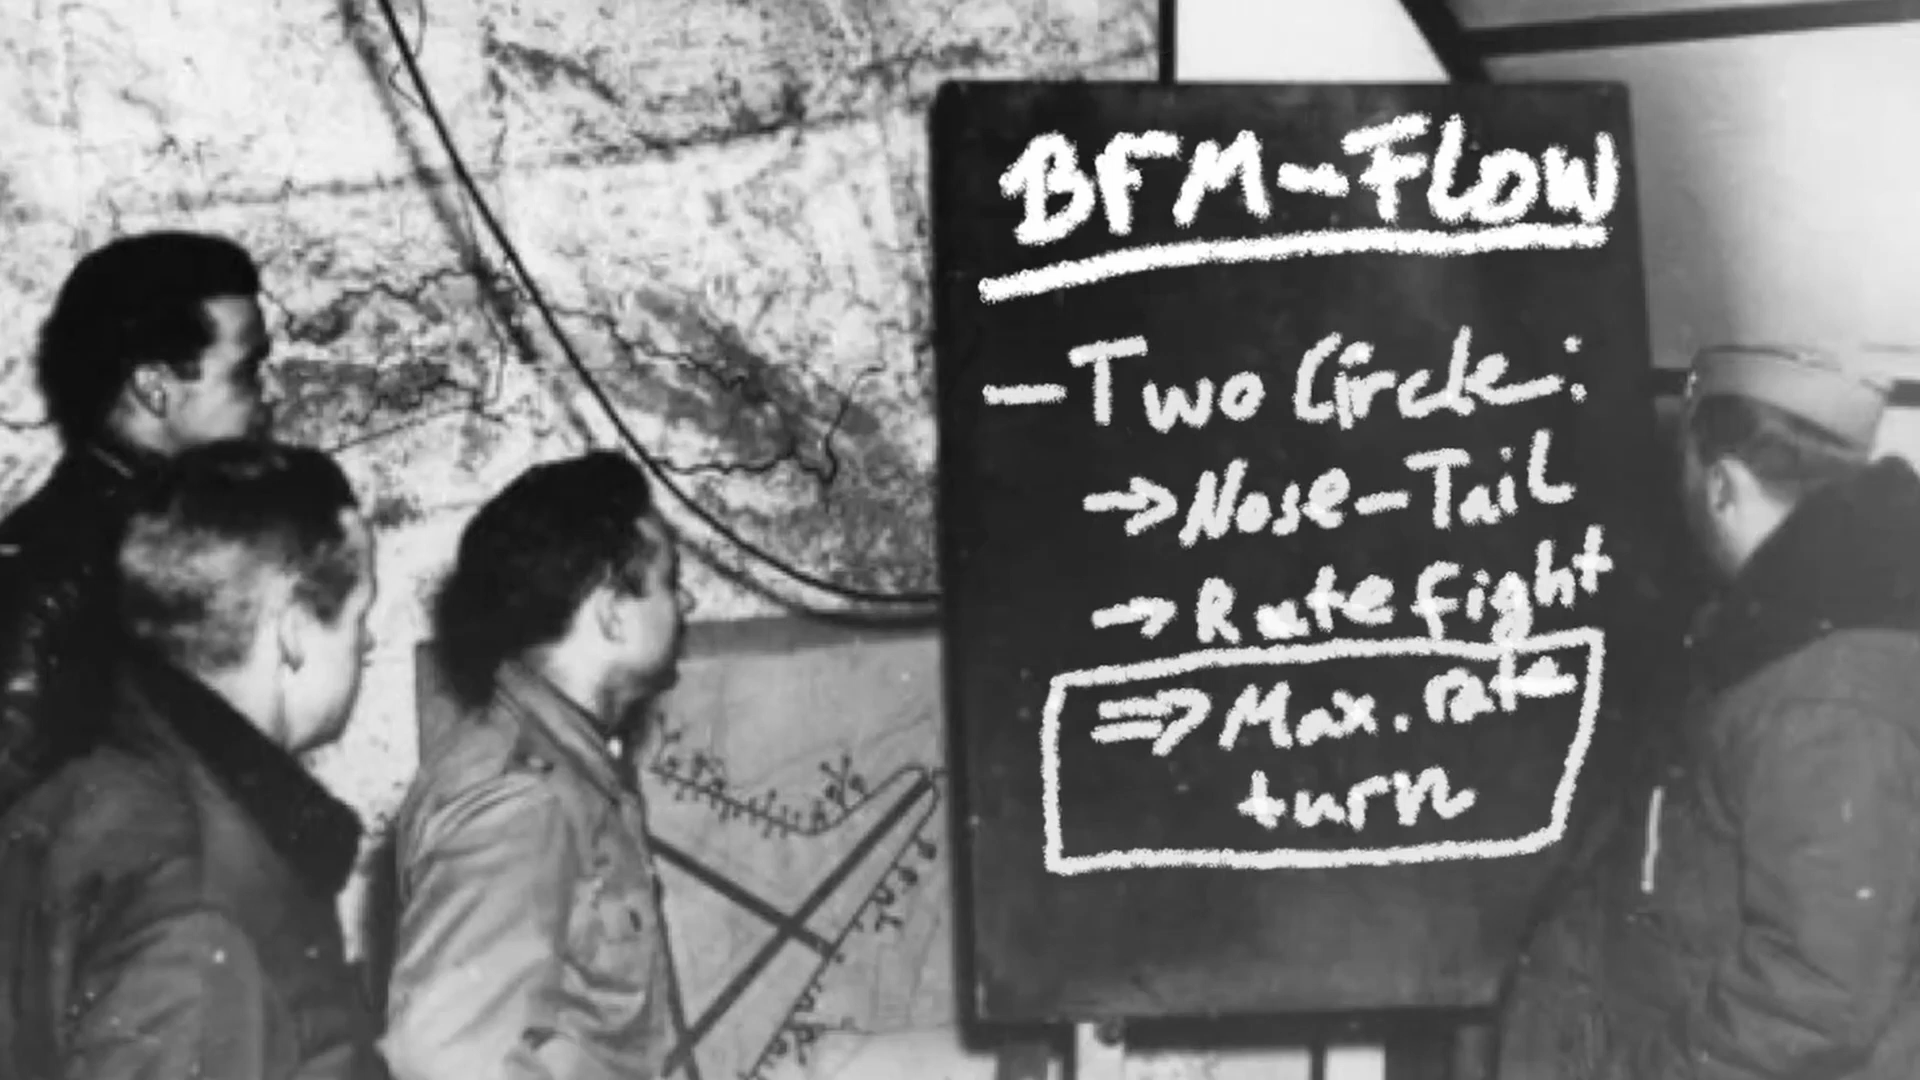 BFM-FLOW
- Two Circle:
→ Nose-Tail
→ Rate fight
⇒ Max. rate
turn